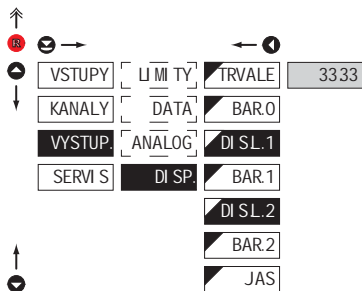 R
VSTUPY LIMITY TRVALE 3333
KANALY DATA BAR.0
VYSTUP. ANALOG DISL.1
SERVIS DISP. BAR.1
DISL.2
BAR.2
JAS